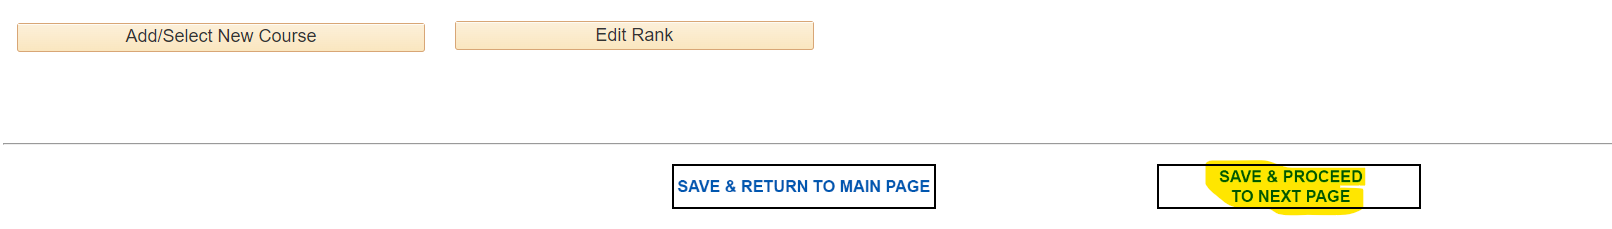 Add/Select New Course
Edit Rank
SAVE & RETURN TO MAIN PAGE
SAVE & PROCEED
TO NEXT PAGE